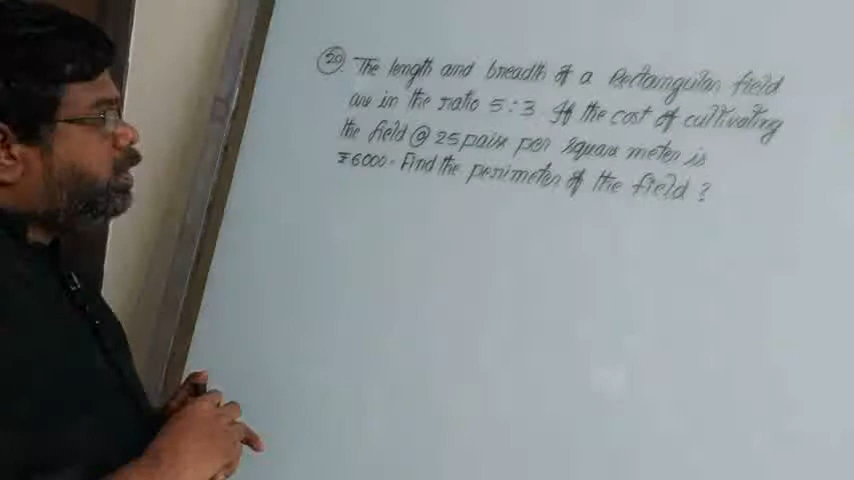 20. The length and breadth of a Rectangular field
are in the ratio 5:3. If the cost of cultivating
the field @ 25 paise per square meter is
₹6000. Find the perimeter of the field?